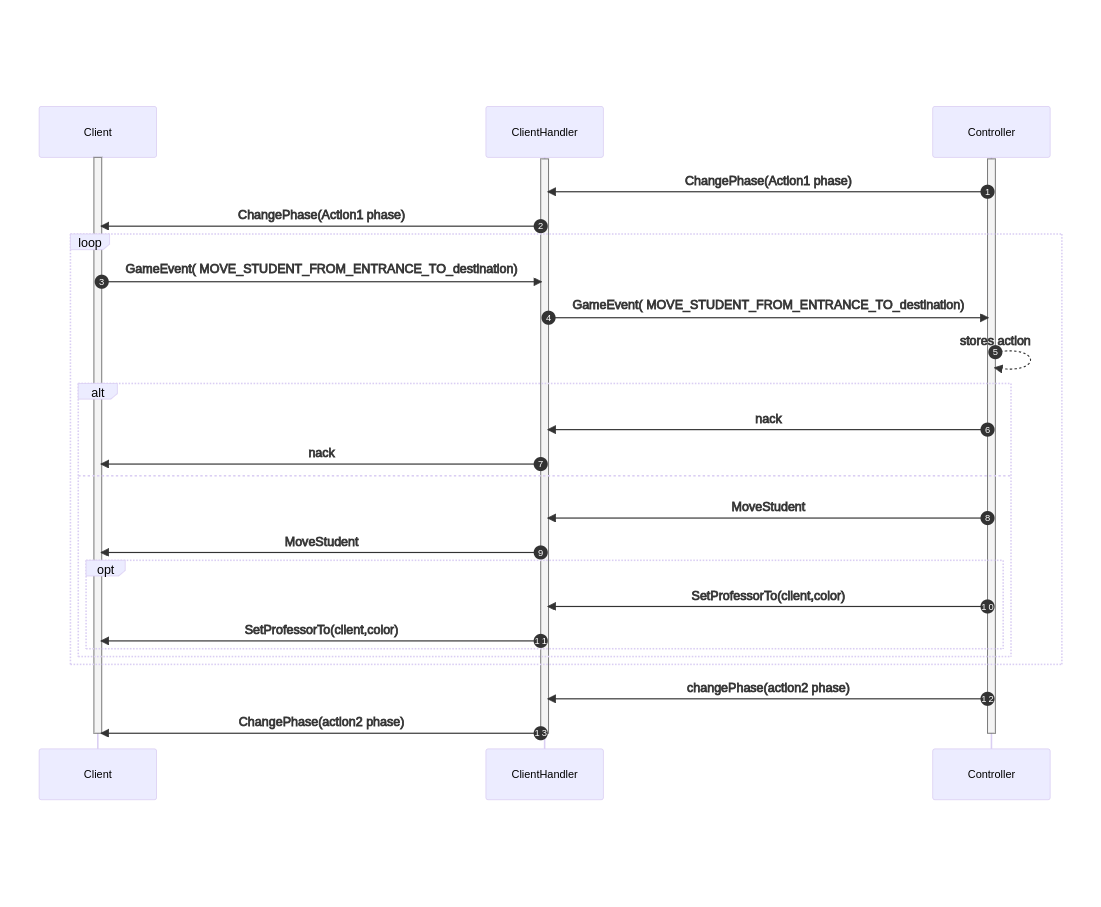 Client
ClientHandler
Controller
ChangePhase(Action1 phase)
1
ChangePhase(Action1 phase)
2
loop
GameEvent( MOVE_STUDENT_FROM_ENTRANCE_TO_destination)
3
GameEvent( MOVE_STUDENT_FROM_ENTRANCE_TO_destination)
4
stores action
5
alt
nack
6
nack
7
MoveStudent
8
MoveStudent
9
opt
SetProfessorTo(client,color)
10
SetProfessorTo(client,color)
11
changePhase(action2 phase)
12
ChangePhase(action2 phase)
13
Client
ClientHandler
Controller